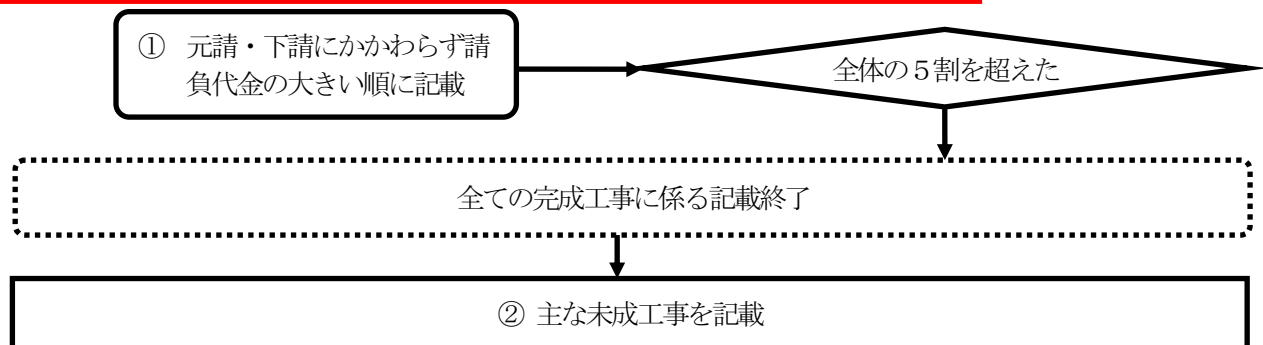 ① 元請・下請にかかわらず請
負代金の大きい順に記載
全体の５割を超えた
全ての完成工事に係る記載終了
② 主な未成工事を記載